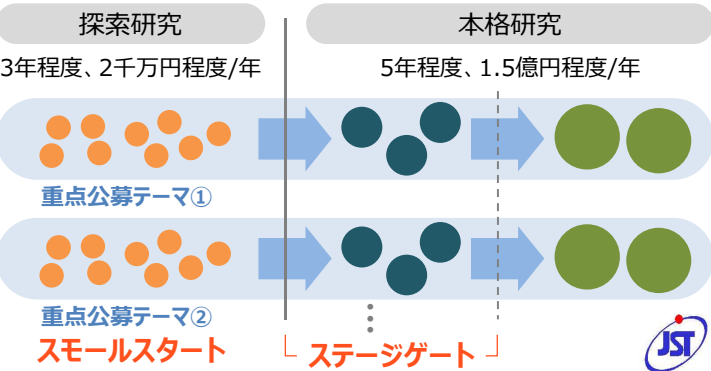 探索研究
本格研究
3年程度、2千万円程度/年
5年程度、1.5億円程度/年
重点公募テーマ①
重点公募テーマ②
スモールスタート
ステージゲート
JST